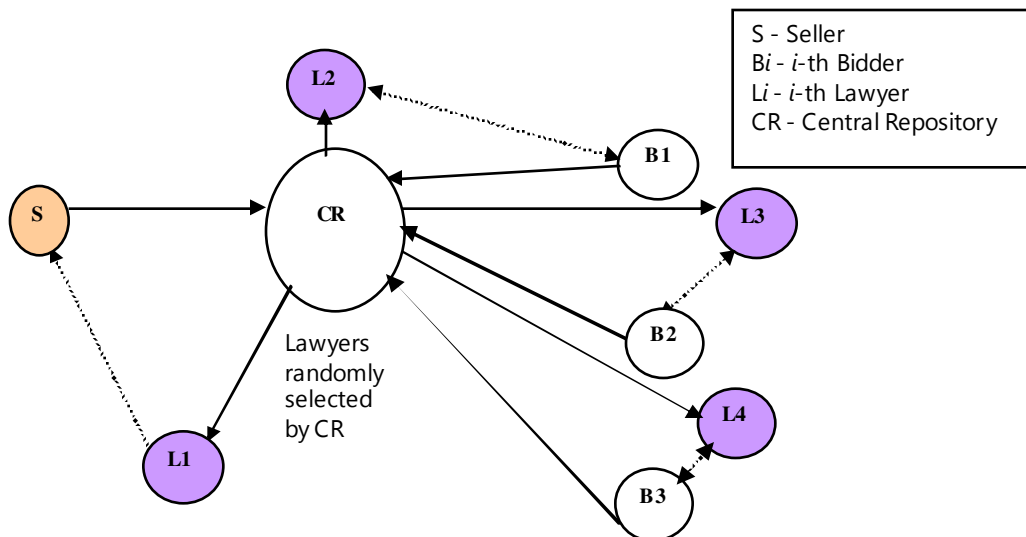 S - Seller
Bi - i-th Bidder
Li - i-th Lawyer
CR - Central Repository
L2
B1
S
CR
L3
B2
Lawyers
randomly
selected
by CR
L4
L1
B3